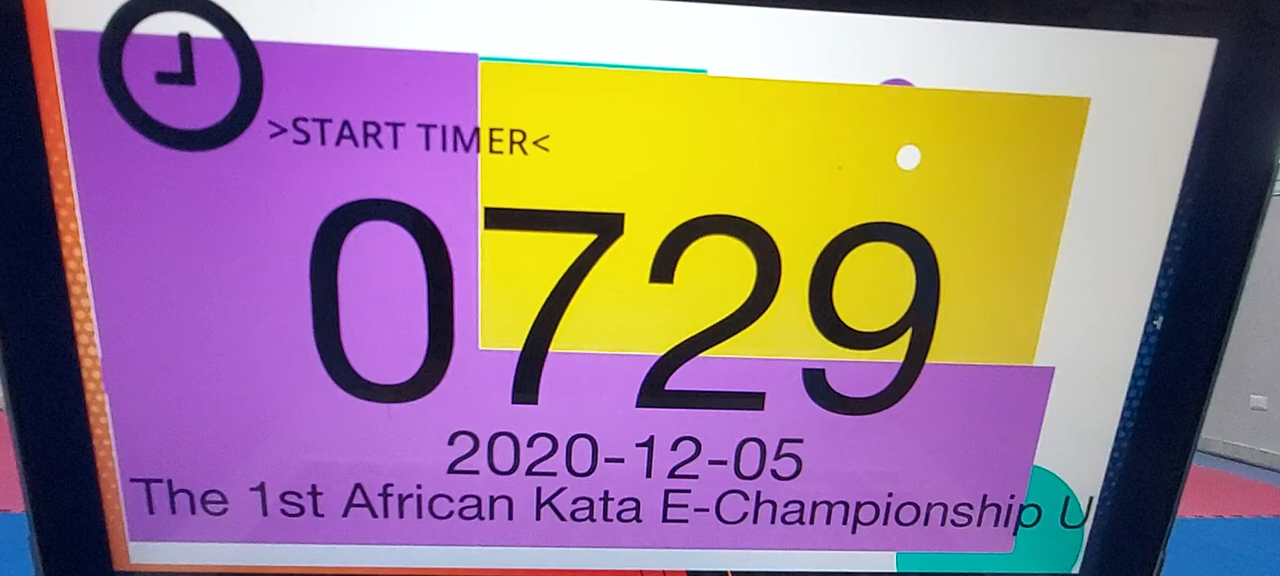 >START TIMER<
0729
2020-12-05
The 1st African Kata E-Championship U